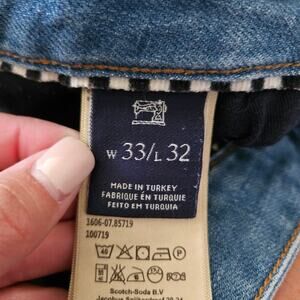 W 33/L 32
MADE IN TURKEY
FABRIQUÉ EN TURQUIE
FEITO EM TURQUIA
1606-07.85719
100719
Scotch-Soda B.V